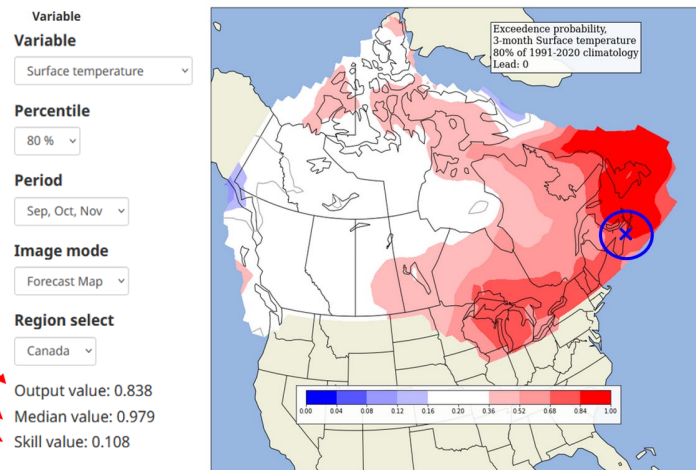 Variable
Variable
Surface temperature
Percentile
80 %
Period
Sep, Oct, Nov
Image mode
Forecast Map
Region select
Canada
Output value: 0.838
Median value: 0.979
Skill value: 0.108
Exceedence probability,
3-month Surface temperature
80% of 1991-2020 climatology
Lead: 0
0.00 0.04 0.08 0.12 0.16 0.20 0.36 0.52 0.68 0.84 1.00